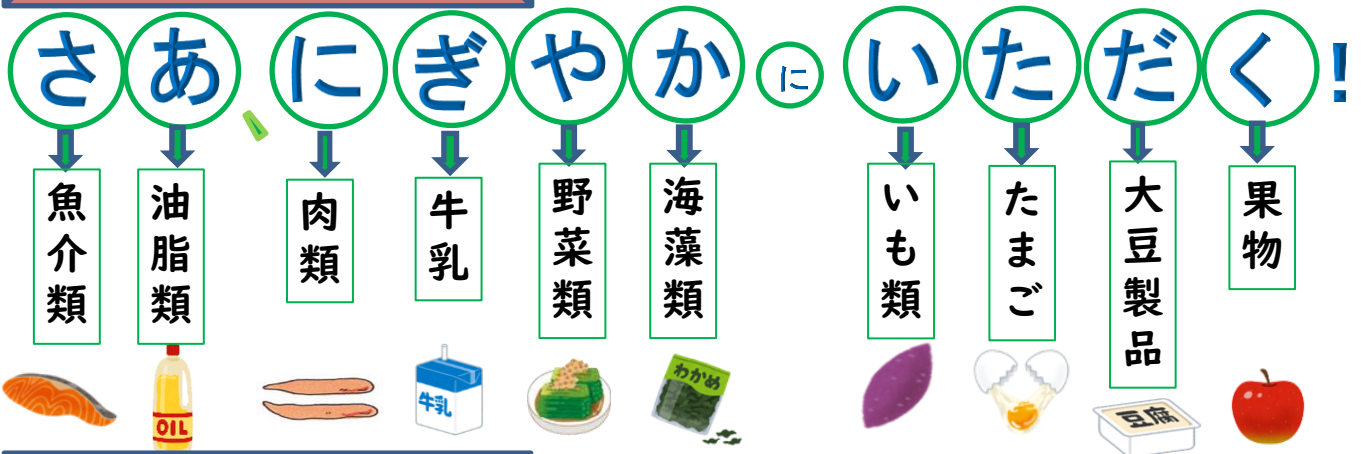 さあ、にぎやかにいただく!
魚介類
油脂類
肉類
牛乳
野菜類
海藻類
いも類
たまご
大豆製品
果物
OIL
牛乳
わかめ
豆腐